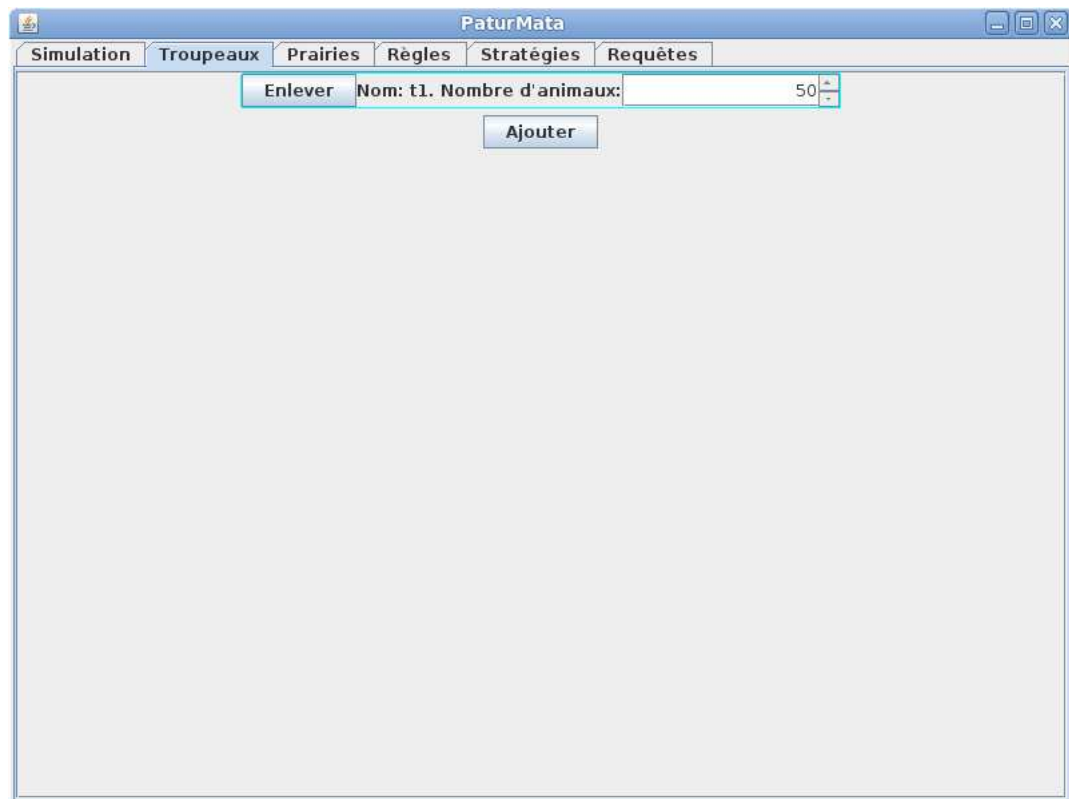 PaturMata
Simulation Troupeaux Prairies Règles Stratégies Requêtes
Enlever Nom: t1. Nombre d'animaux: 50
Ajouter